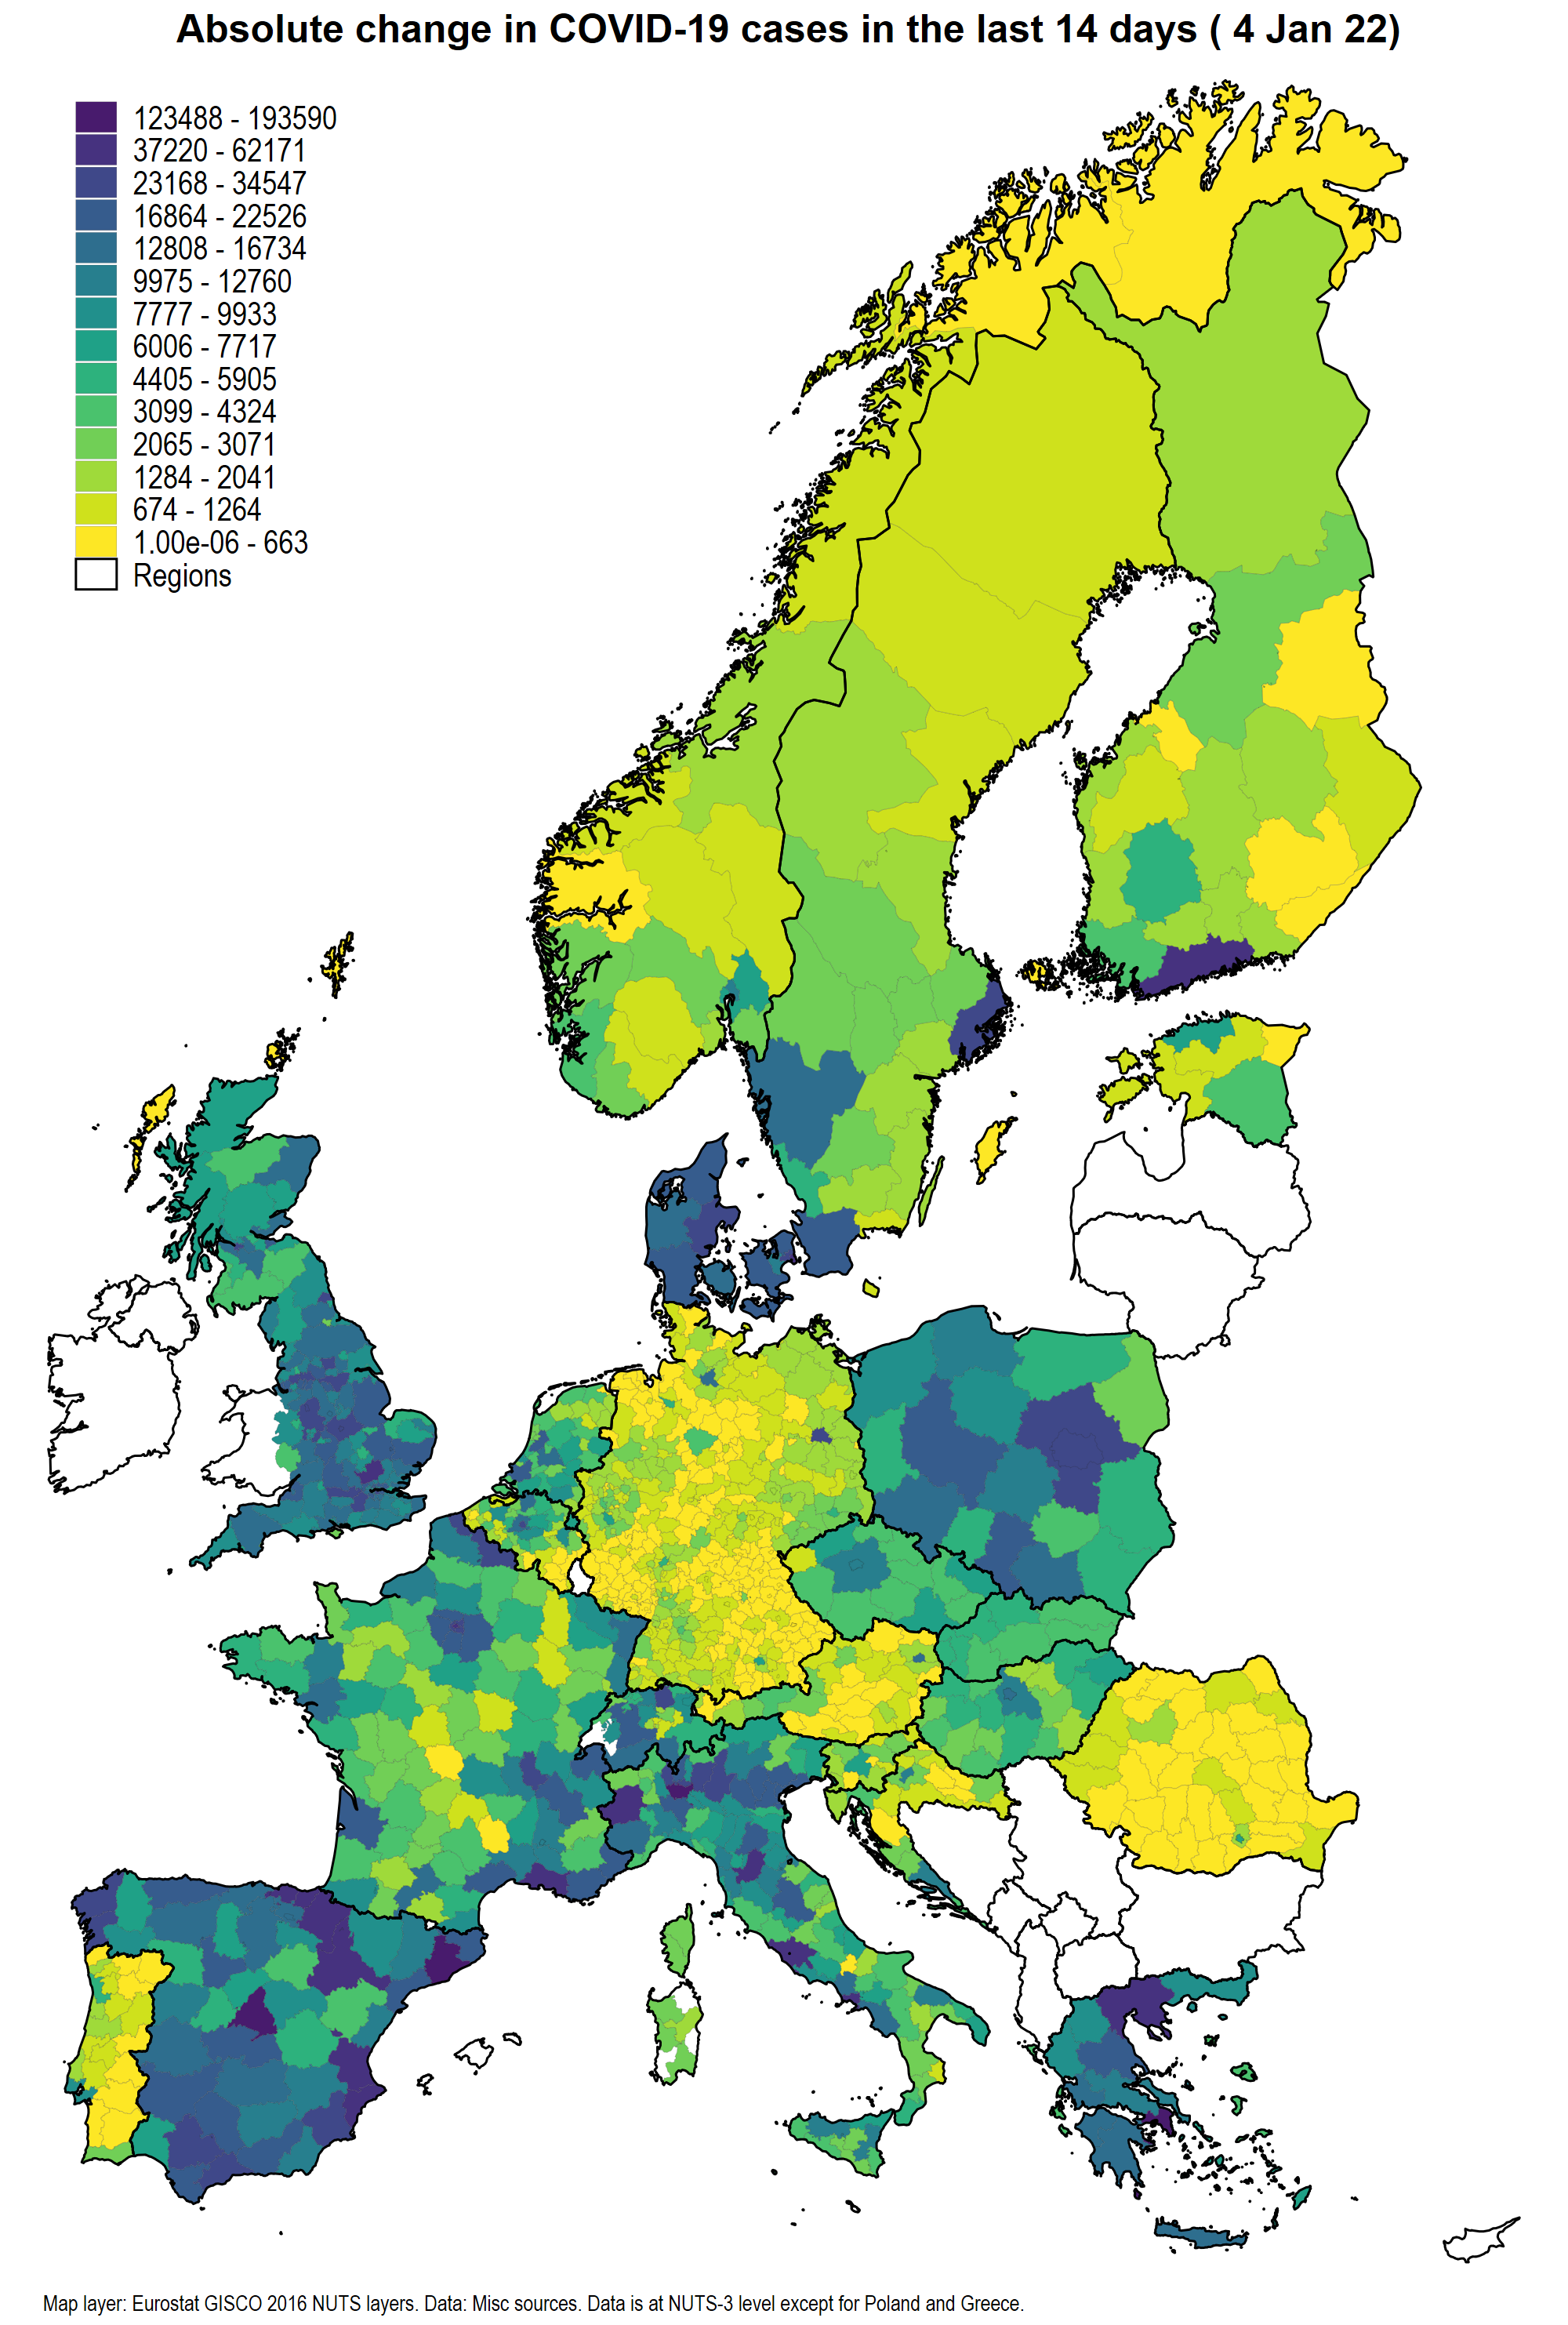 Absolute change in COVID-19 cases in the last 14 days ( 4 Jan 22)
123488 - 193590
37220 - 62171
23168 - 34547
16864 - 22526
12808 - 16734
9975 - 12760
7777 - 9933
6006 - 7717
4405 - 5905
3099 - 4324
2065 - 3071
1284 - 2041
674 - 1264
1.00e-06 - 663
Regions
Map layer: Eurostat GISCO 2016 NUTS layers. Data: Misc sources. Data is at NUTS-3 level except for Poland and Greece.